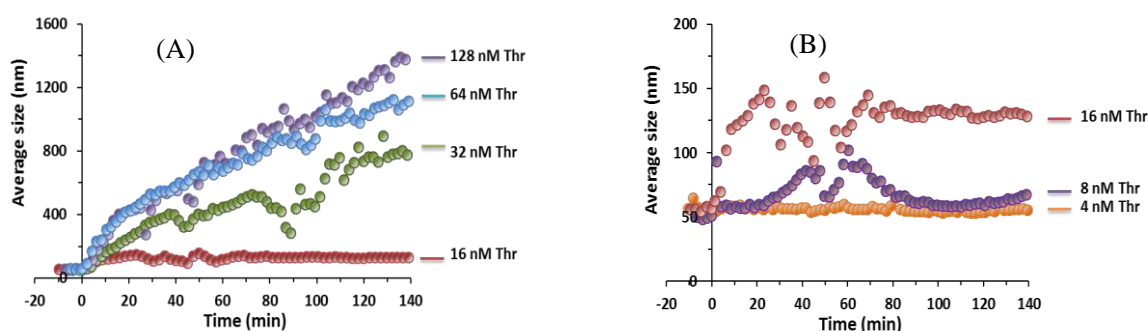 (A)
Average size (nm)
1600
1200
800
400
0
-20 0 20 40 60 80 100 120 140
Time (min)
128 nM Thr
64 nM Thr
32 nM Thr
16 nM Thr
(B)
Average size (nm)
200
150
100
50
0
-20 0 20 40 60 80 100 120 140
Time (min)
16 nM Thr
8 nM Thr
4 nM Thr